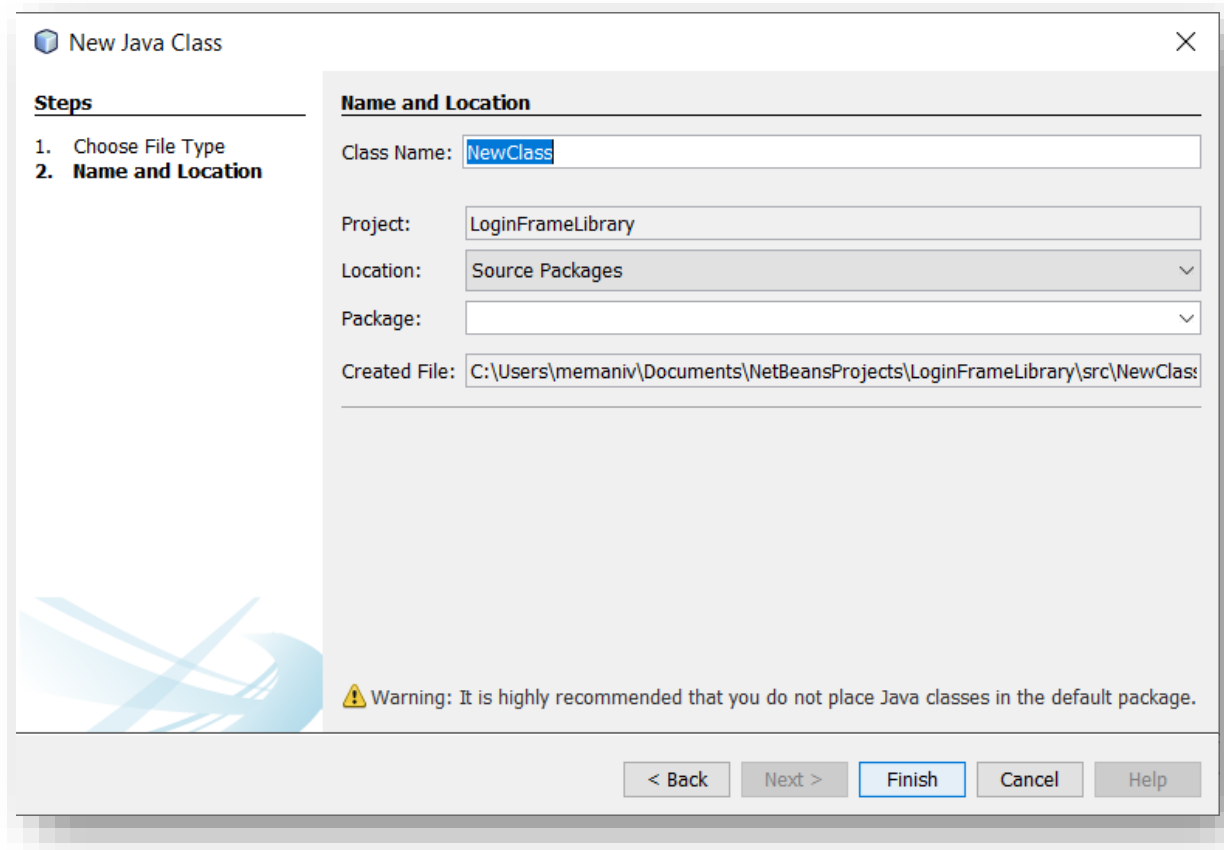 New Java Class
Steps
1. Choose File Type
2. Name and Location
Name and Location
Class Name: NewClass
Project: LoginFrameLibrary
Location: Source Packages
Package:
Created File: C:\Users\memaniv\Documents\NetBeansProjects\LoginFrameLibrary\src\NewClass
Warning: It is highly recommended that you do not place Java classes in the default package.
< Back Next > Finish Cancel Help